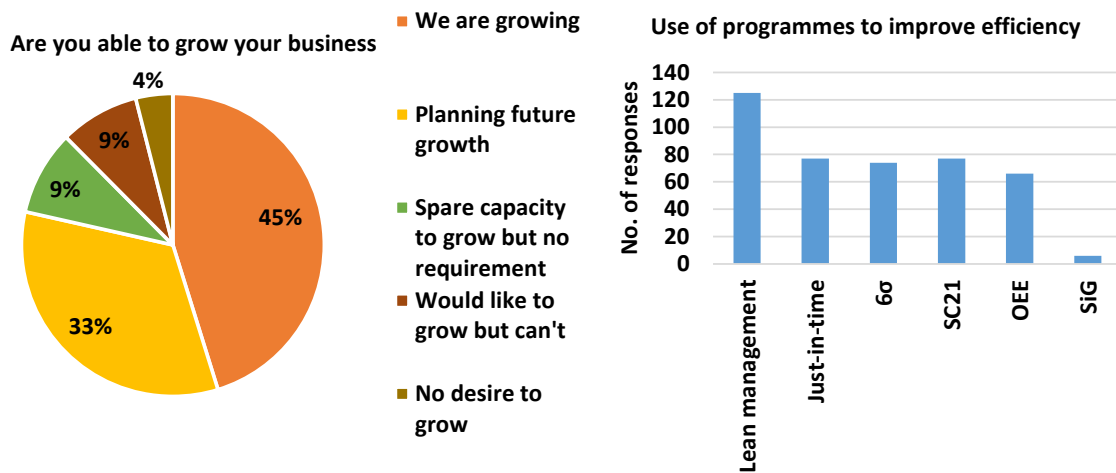 Are you able to grow your business
4%
9%
9%
45%
33%
We are growing
Planning future
growth
Spare capacity
to grow but no
requirement
Would like to
grow but can't
No desire to
grow
Use of programmes to improve efficiency
No. of responses
140
120
100
80
60
40
20
0
Lean management
Just-in-time
6σ
SC21
OEE
SiG